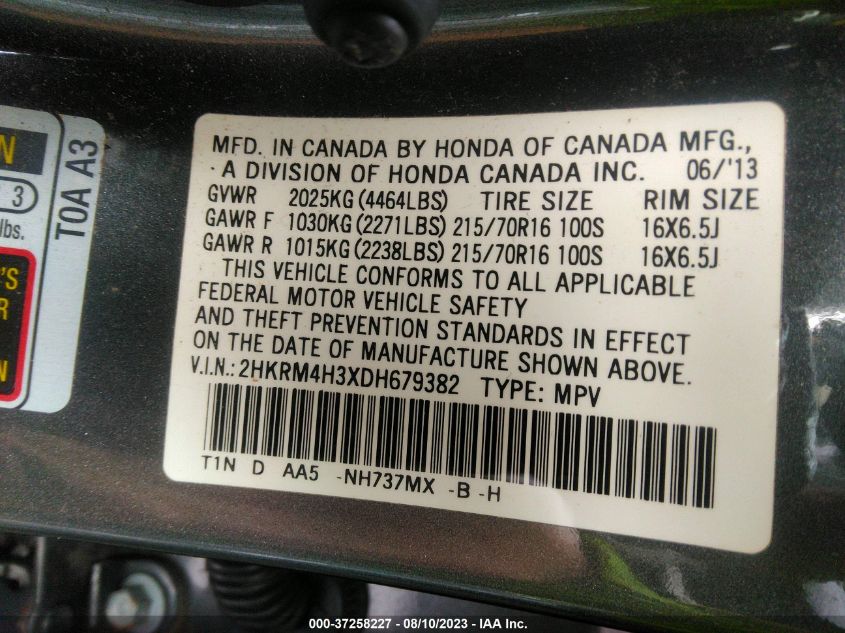 N
3
lbs.
'S
R
N
T0A A3
MFD. IN CANADA BY HONDA OF CANADA MFG.,
A DIVISION OF HONDA CANADA INC. 06/'13
GVWR 2025KG (4464LBS) TIRE SIZE RIM SIZE
GAWR F 1030KG (2271LBS) 215/70R16 100S 16X6.5J
GAWR R 1015KG (2238LBS) 215/70R16 100S 16X6.5J
THIS VEHICLE CONFORMS TO ALL APPLICABLE
FEDERAL MOTOR VEHICLE SAFETY
AND THEFT PREVENTION STANDARDS IN EFFECT
ON THE DATE OF MANUFACTURE SHOWN ABOVE.
V.I.N.: 2HKRM4H3XDH679382 TYPE: MPV
T1N D AA5 -NH737MX -B -H
000-37258227 - 08/10/2023 - IAA Inc.